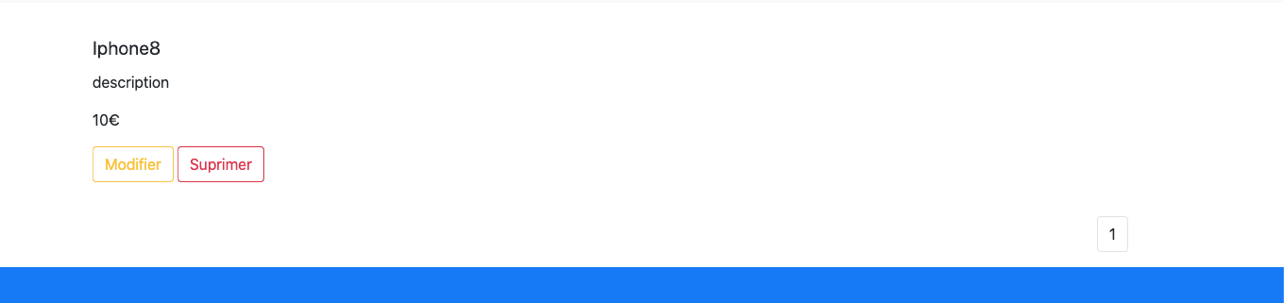 Iphone8
description
10€
Modifier Suprimer
1